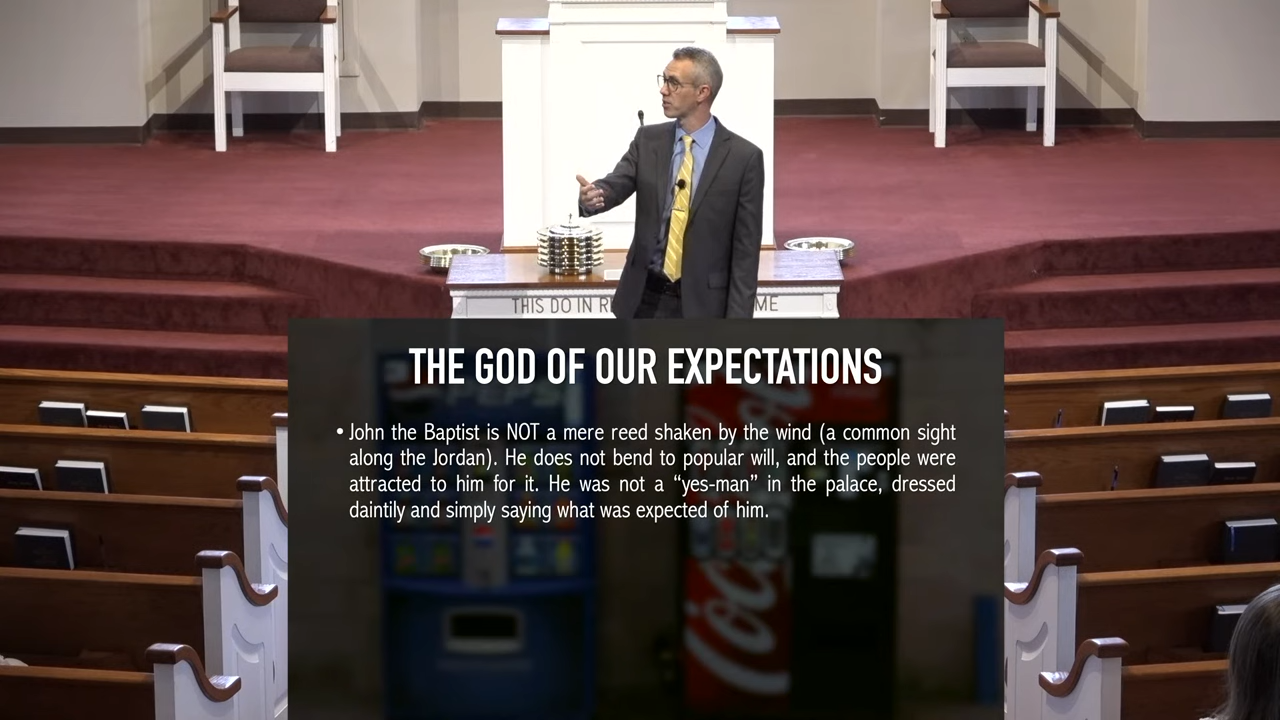 THIS DO IN RE
ME
THE GOD OF OUR EXPECTATIONS
PEPSI
• John the Baptist is NOT a mere reed shaken by the wind (a common sight
along the Jordan). He does not bend to popular will, and the people were
attracted to him for it. He was not a “yes-man” in the palace, dressed
daintily and simply saying what was expected of him.